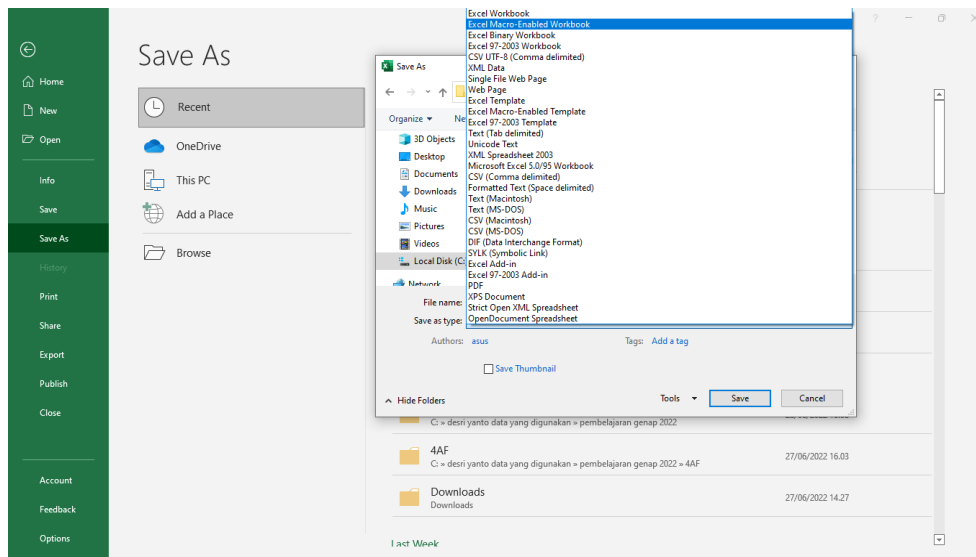 Save As
Home
New
Open
Info
Save
Save As
History
Print
Share
Export
Publish
Close
Account
Feedback
Options
Recent
OneDrive
This PC
Add a Place
Browse
Save As
Organize
Ne
3D Objects
Desktop
Documents
Downloads
Music
Pictures
Videos
Local Disk (C:
Network
Excel Workbook
Excel Macro-Enabled Workbook
Excel Binary Workbook
Excel 97-2003 Workbook
CSV UTF-8 (Comma delimited)
XML Data
Single File Web Page
Web Page
Excel Template
Excel Macro-Enabled Template
Excel 97-2003 Template
Text (Tab delimited)
Unicode Text
XML Spreadsheet 2003
Microsoft Excel 5.0/95 Workbook
CSV (Comma delimited)
Formatted Text (Space delimited)
Text (Macintosh)
Text (MS-DOS)
CSV (Macintosh)
CSV (MS-DOS)
DIF (Data Interchange Format)
SYLK (Symbolic Link)
Excel Add-in
Excel 97-2003 Add-in
PDF
XPS Document
Strict Open XML Spreadsheet
OpenDocument Spreadsheet
File name:
Save as type:
Authors: asus Tags: Add a tag
Save Thumbnail
Hide Folders Tools Save Cancel
C: » desri yanto data yang digunakan » pembelajaran genap 2022
4AF 27/06/2022 16.03
C: » desri yanto data yang digunakan » pembelajaran genap 2022 » 4AF
Downloads 27/06/2022 14.27
Downloads
Last Week